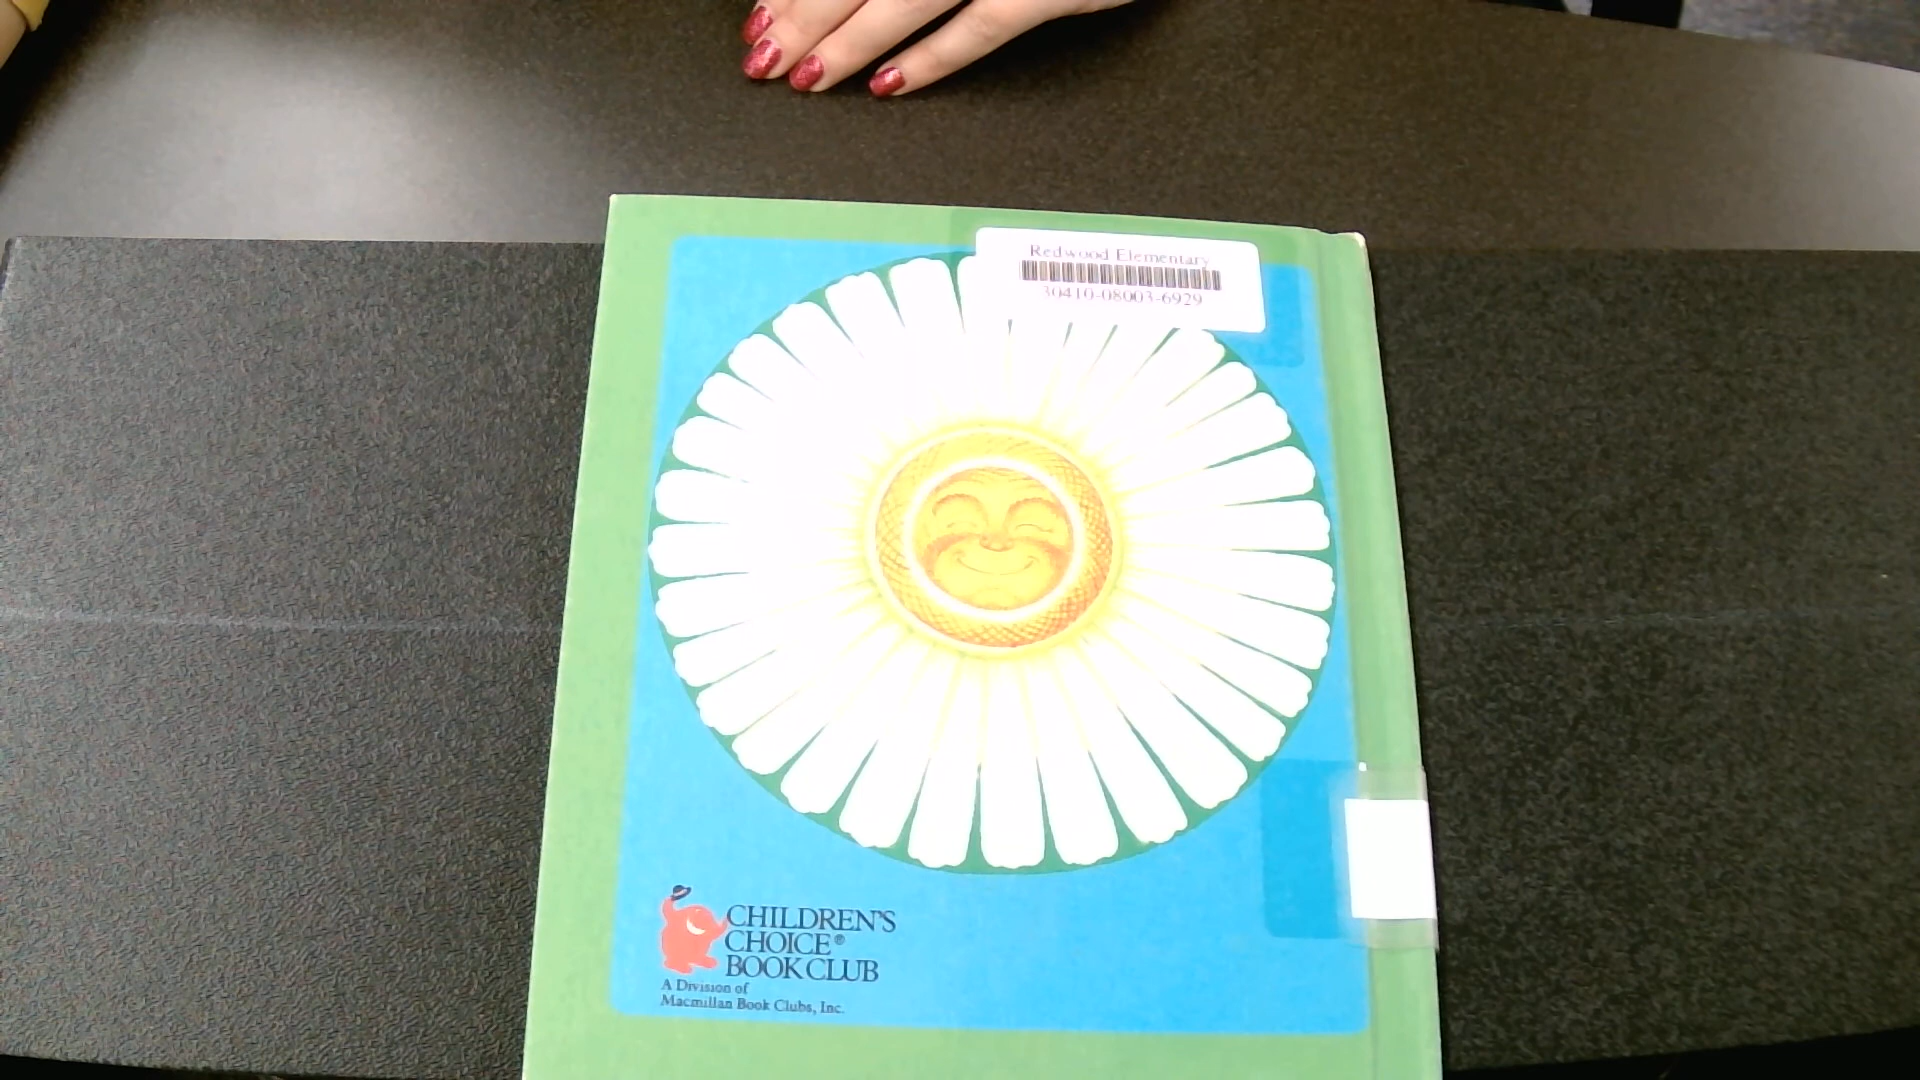 Redwood Elementary
30410-08003-6929
CHILDREN'S
CHOICE®
BOOK CLUB
A Division of
Macmillan Book Clubs, Inc.